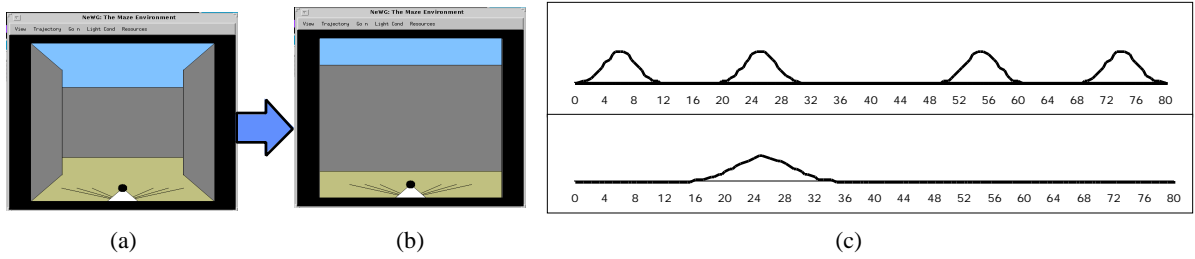 NeWG: The Maze Environment
View Trajectory Go n Light Cond Resources
NeWG: The Maze Environment
View Trajectory Go n Light Cond Resources
0 4 8 12 16 20 24 28 32 36 40 44 48 52 56 60 64 68 72 76 80
0 4 8 12 16 20 24 28 32 36 40 44 48 52 56 60 64 68 72 76 80
(a) (b) (c)